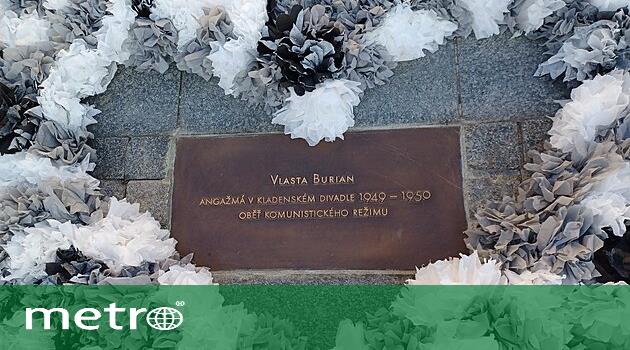 VLASTA BURIAN
ANGAŽMÁ V KLADENSKÉM DIVADLE 1949 – 1950
OBĚŤ KOMUNISTICKÉHO REŽIMU
metro